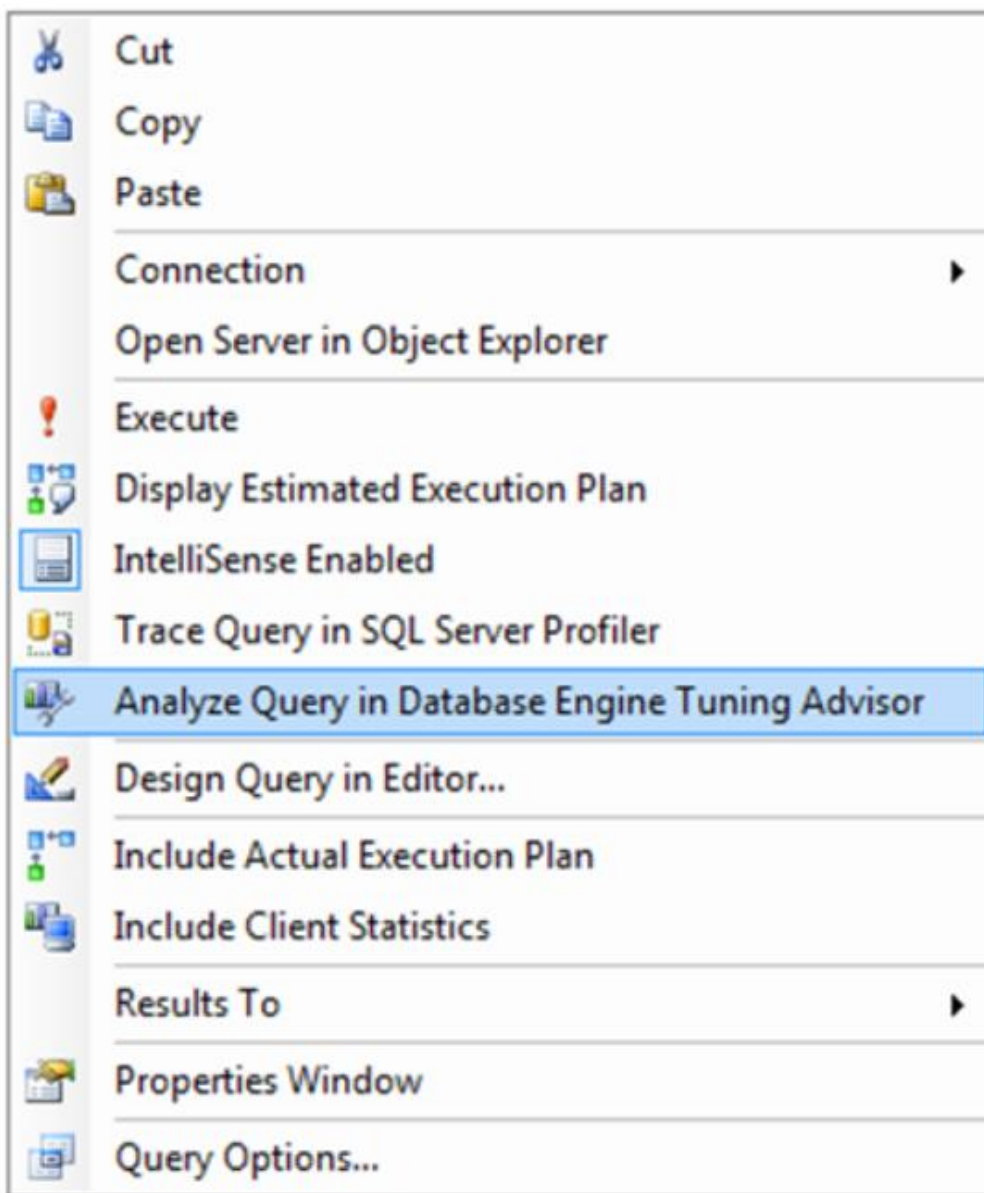 Cut
Copy
Paste
Connection
Open Server in Object Explorer
Execute
Display Estimated Execution Plan
IntelliSense Enabled
Trace Query in SQL Server Profiler
Analyze Query in Database Engine Tuning Advisor
Design Query in Editor...
Include Actual Execution Plan
Include Client Statistics
Results To
Properties Window
Query Options...